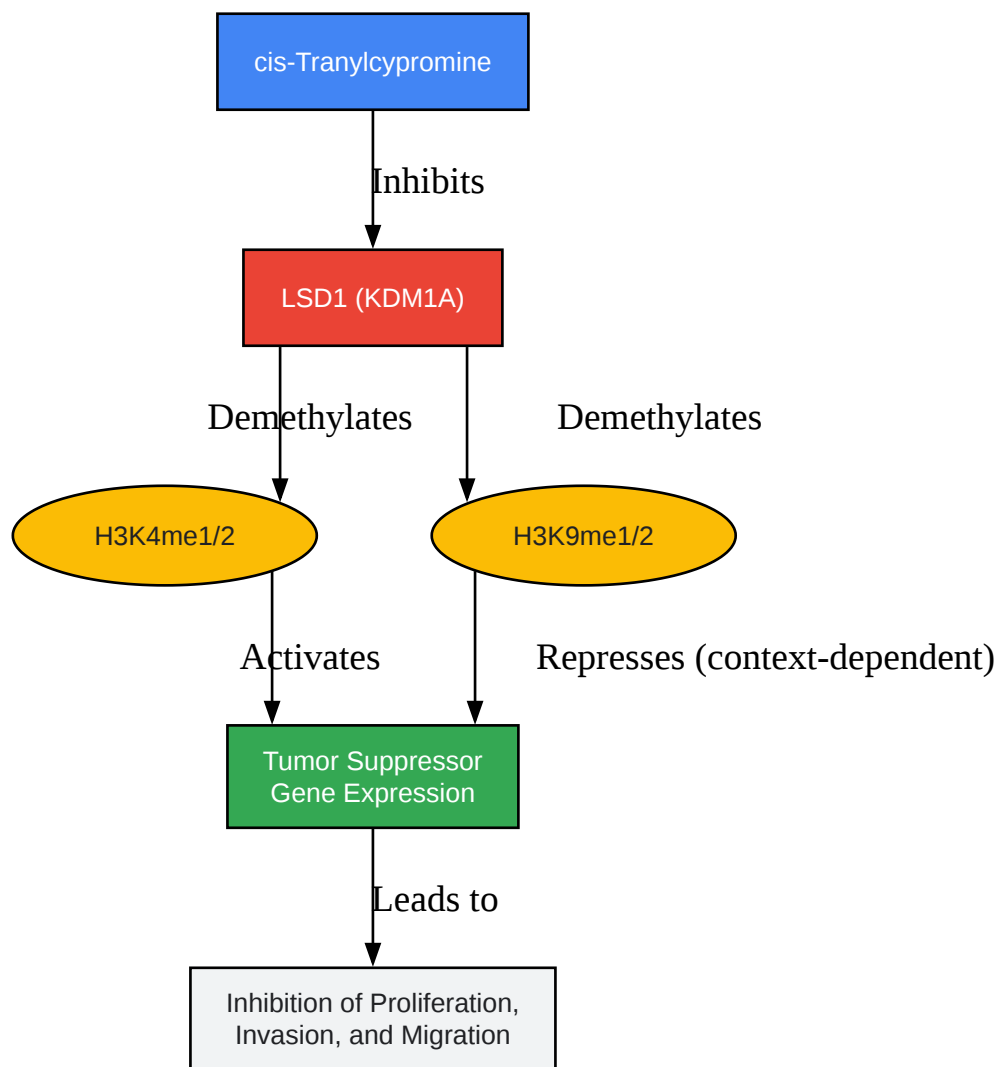 cis-Tranylcypromine
Inhibits
LSD1 (KDM1A)
Demethylates
Demethylates
H3K4me1/2
H3K9me1/2
Activates
Represses (context-dependent)
Tumor Suppressor
Gene Expression
Leads to
Inhibition of Proliferation,
Invasion, and Migration